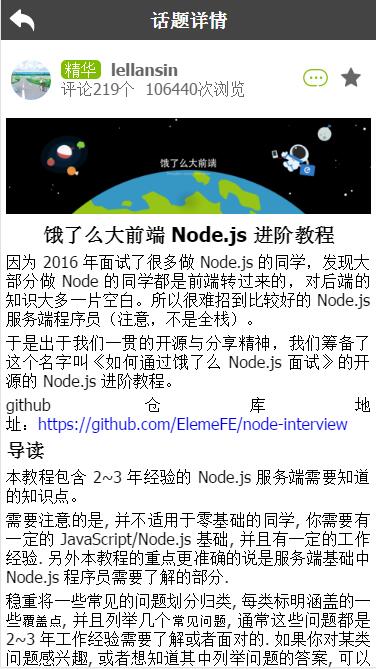 话题详情
精华 lellansin
评论219个 106440次浏览
饿了么大前端
饿了么大前端 Node.js 进阶教程
因为 2016 年面试了很多做 Node.js 的同学，发现大
部分做 Node 的同学都是前端转过来的，对后端的
知识大多一片空白。所以很难招到比较好的 Node.js
服务端程序员（注意，不是全栈）。
于是出于我们一贯的开源与分享精神，我们筹备了
这个名字叫《如何通过饿了么 Node.js 面试》的开
源的 Node.js 进阶教程。
github 仓库地
址：https://github.com/ElemeFE/node-interview
导读
本教程包含 2~3 年经验的 Node.js 服务端需要知道
的知识点。
需要注意的是, 并不适用于零基础的同学, 你需要有
一定的 JavaScript/Node.js 基础, 并且有一定的工作
经验. 另外本教程的重点更准确的说是服务端基础中
Node.js 程序员需要了解的部分.
稳重将一些常见的问题划分归类, 每类标明涵盖的一
些覆盖点, 并且列举几个常见问题, 通常这些问题都是
2~3 年工作经验需要了解或者面对的. 如果你对某类
问题感兴趣, 或者想知道其中列举问题的答案, 可以